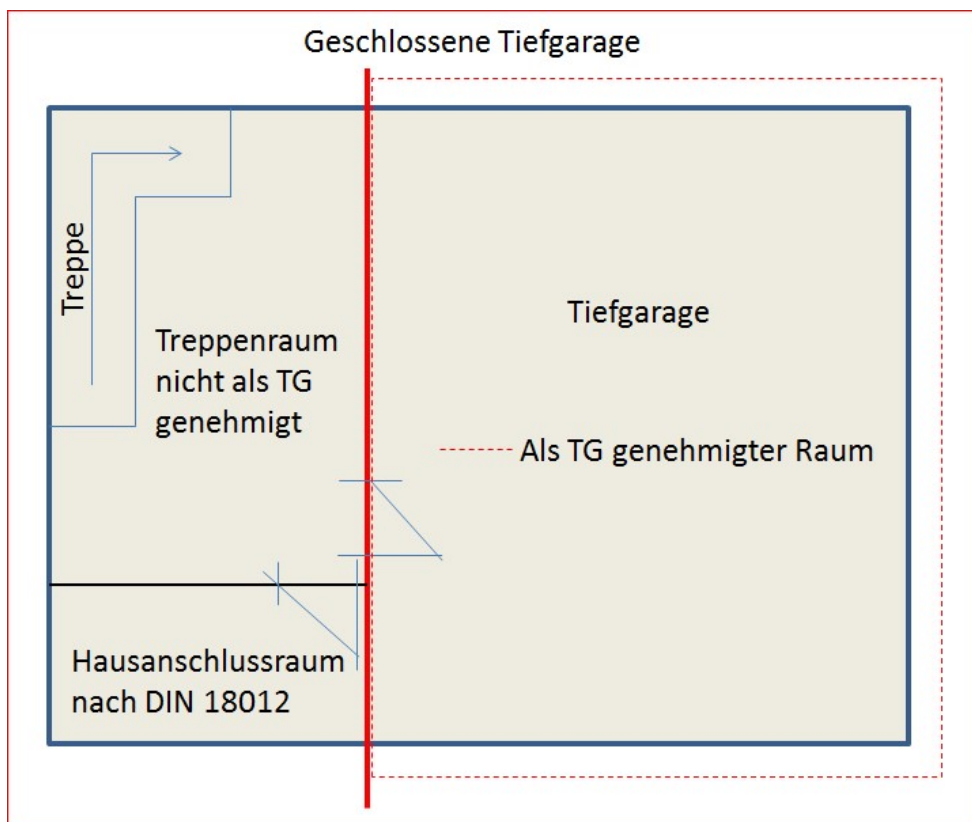 Geschlossene Tiefgarage
Treppe
Treppenraum
nicht als TG
genehmigt
Tiefgarage
Als TG genehmigter Raum
Hausanschlussraum
nach DIN 18012